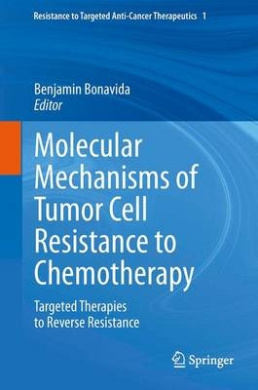 Resistance to Targeted Anti-Cancer Therapeutics 1
Benjamin Bonavida
Editor
Molecular
Mechanisms of
Tumor Cell
Resistance to
Chemotherapy
Targeted Therapies
to Reverse Resistance
Springer